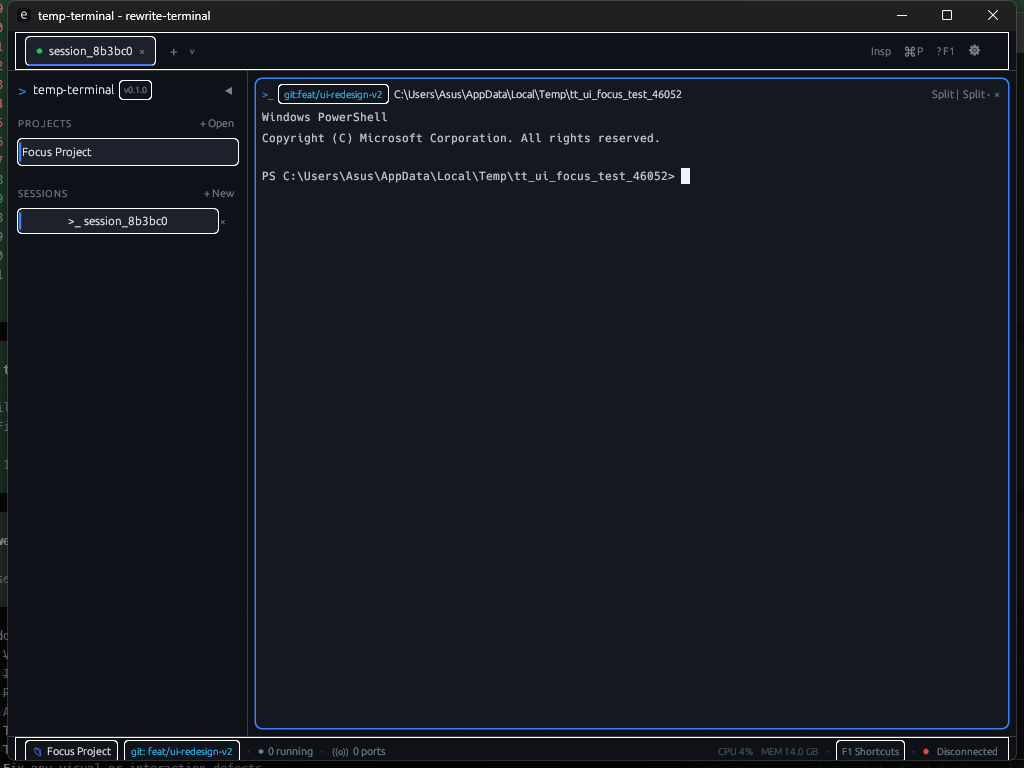 temp-terminal - rewrite-terminal
session_8b3bc0 × + v Insp ⌘P ?F1
> temp-terminal v0.1.0 ◀
PROJECTS +Open
Focus Project
SESSIONS +New
>_ session_8b3bc0 ×
>_ git:feat/ui-redesign-v2 C:\Users\Asus\AppData\Local\Temp\tt_ui_focus_test_46052 Split| Split- ×
Windows PowerShell
Copyright (C) Microsoft Corporation. All rights reserved.
PS C:\Users\Asus\AppData\Local\Temp\tt_ui_focus_test_46052>
Focus Project git: feat/ui-redesign-v2 · ● 0 running · ((o)) 0 ports CPU 4% MEM 14.0 GB · F1 Shortcuts · ● Disconnected